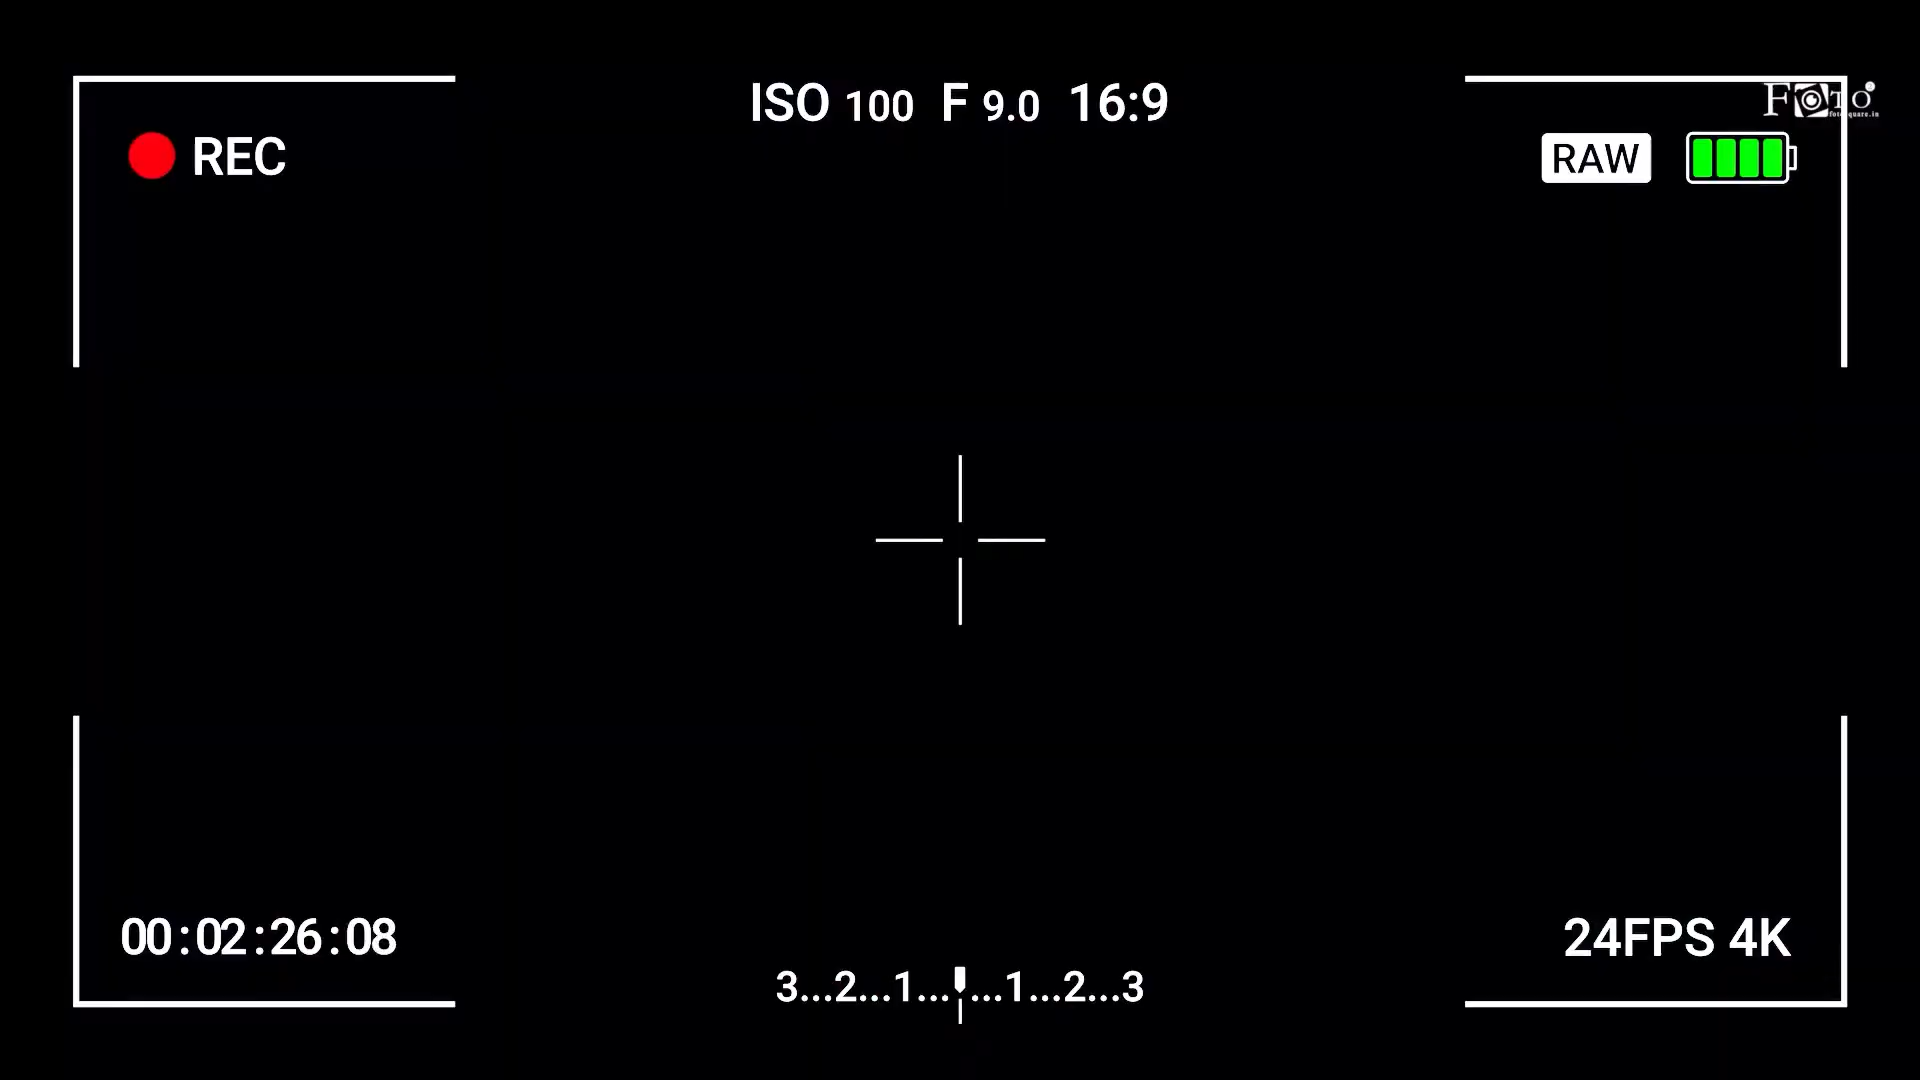 ISO 100 F 9.0 16:9
FOTO
REC
RAW
00:02:26:08
24FPS 4K
3...2...1......1...2...3